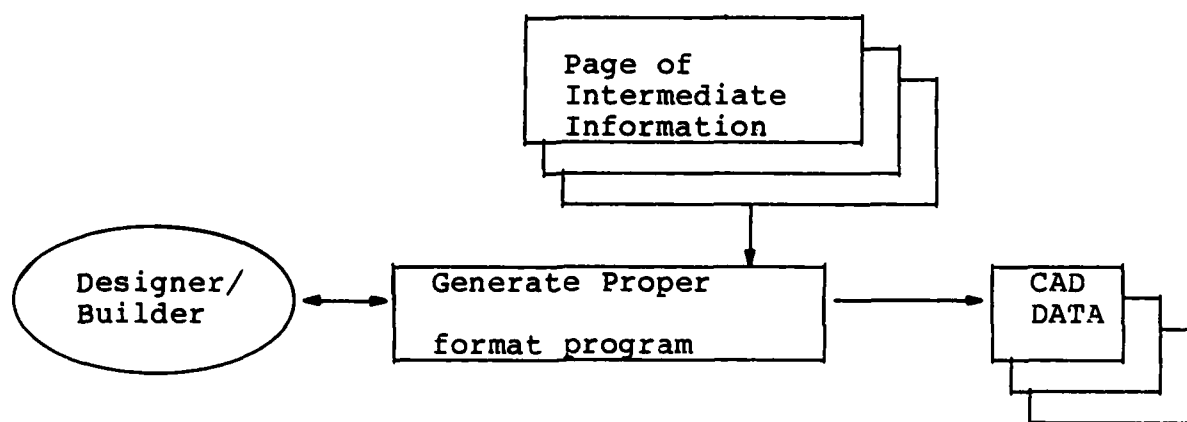 Page of
Intermediate
Information
Designer/
Builder
Generate Proper
format program
CAD
DATA